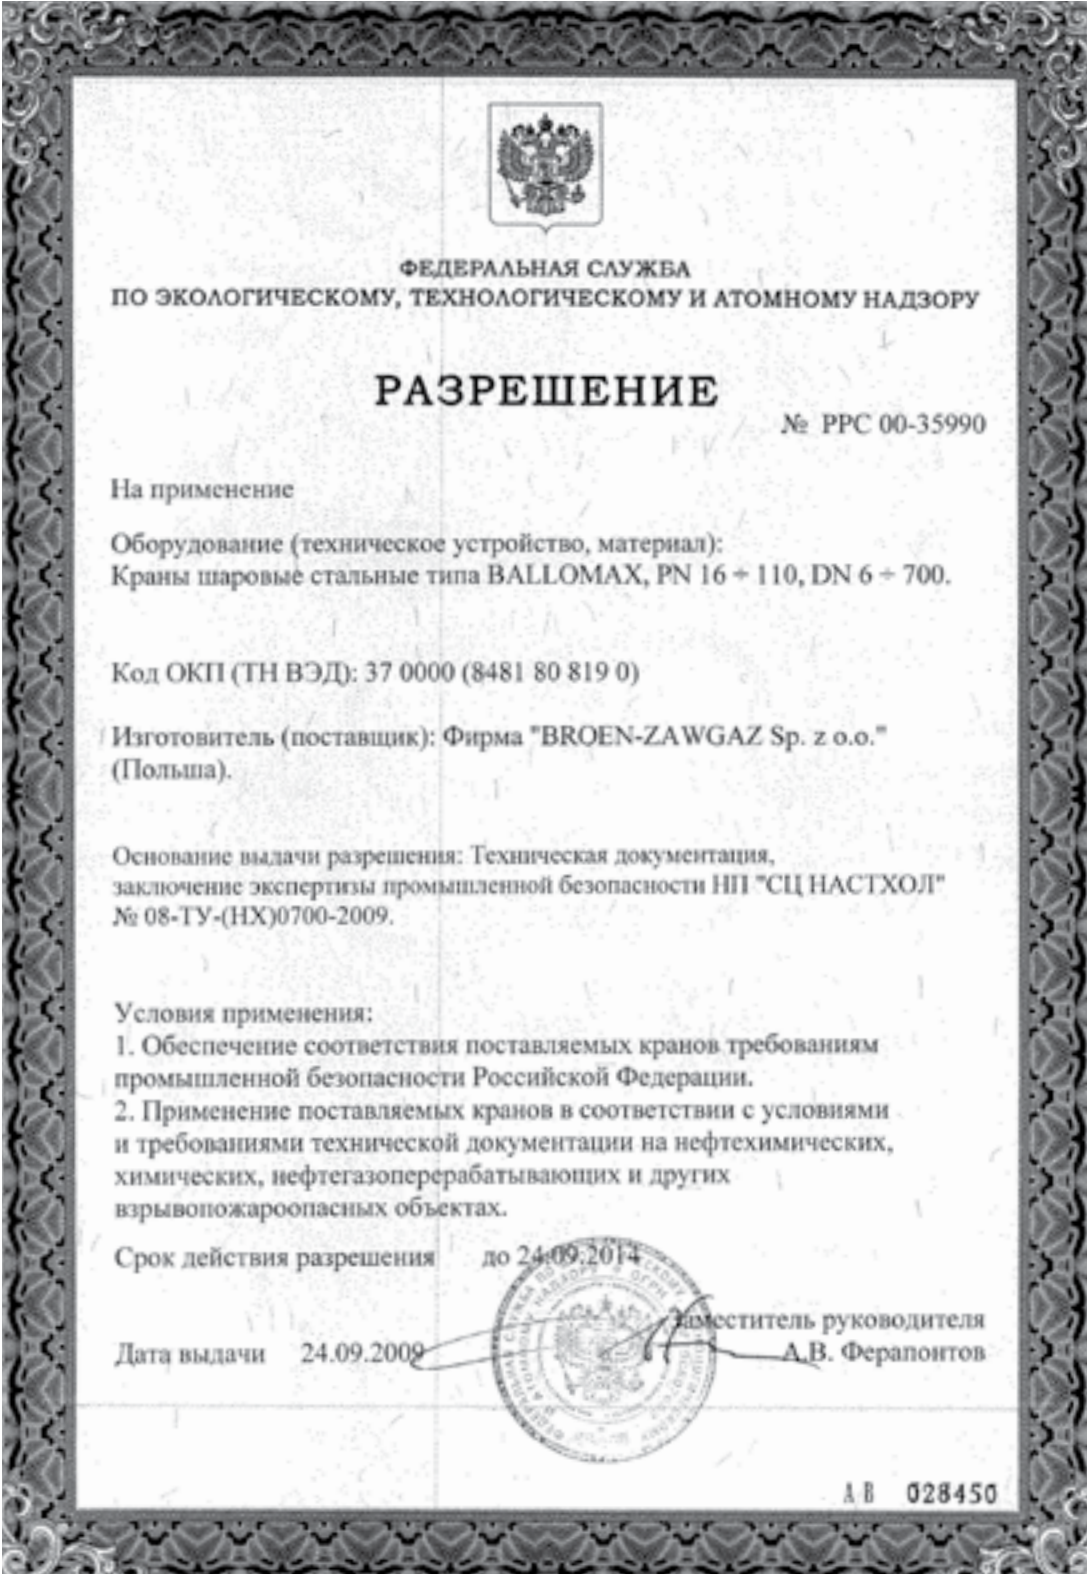 ФЕДЕРАЛЬНАЯ СЛУЖБА
ПО ЭКОЛОГИЧЕСКОМУ, ТЕХНОЛОГИЧЕСКОМУ И АТОМНОМУ НАДЗОРУ
РАЗРЕШЕНИЕ
№ РРС 00-35990
На применение
Оборудование (техническое устройство, материал):
Краны шаровые стальные типа BALLOMAX, PN 16 ÷ 110, DN 6 ÷ 700.
Код ОКП (ТН ВЭД): 37 0000 (8481 80 819 0)
Изготовитель (поставщик): Фирма "BROEN-ZAWGAZ Sp. z o.o."
(Польша).
Основание выдачи разрешения: Техническая документация,
заключение экспертизы промышленной безопасности НП "СЦ НАСТХОЛ"
№ 08-ТУ-(НХ)0700-2009.
Условия применения:
1. Обеспечение соответствия поставляемых кранов требованиям
промышленной безопасности Российской Федерации.
2. Применение поставляемых кранов в соответствии с условиями
и требованиями технической документации на нефтехимических,
химических, нефтегазоперерабатывающих и других
взрывопожароопасных объектах.
Срок действия разрешения до 24.09.2014
Заместитель руководителя
Дата выдачи 24.09.2009 А.В. Ферапонтов
АВ 028450